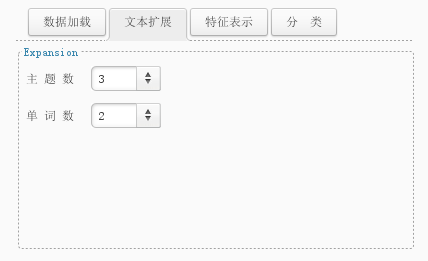 数据加载 文本扩展 特征表示 分 类
Expansion
主 题 数 3
单 词 数 2